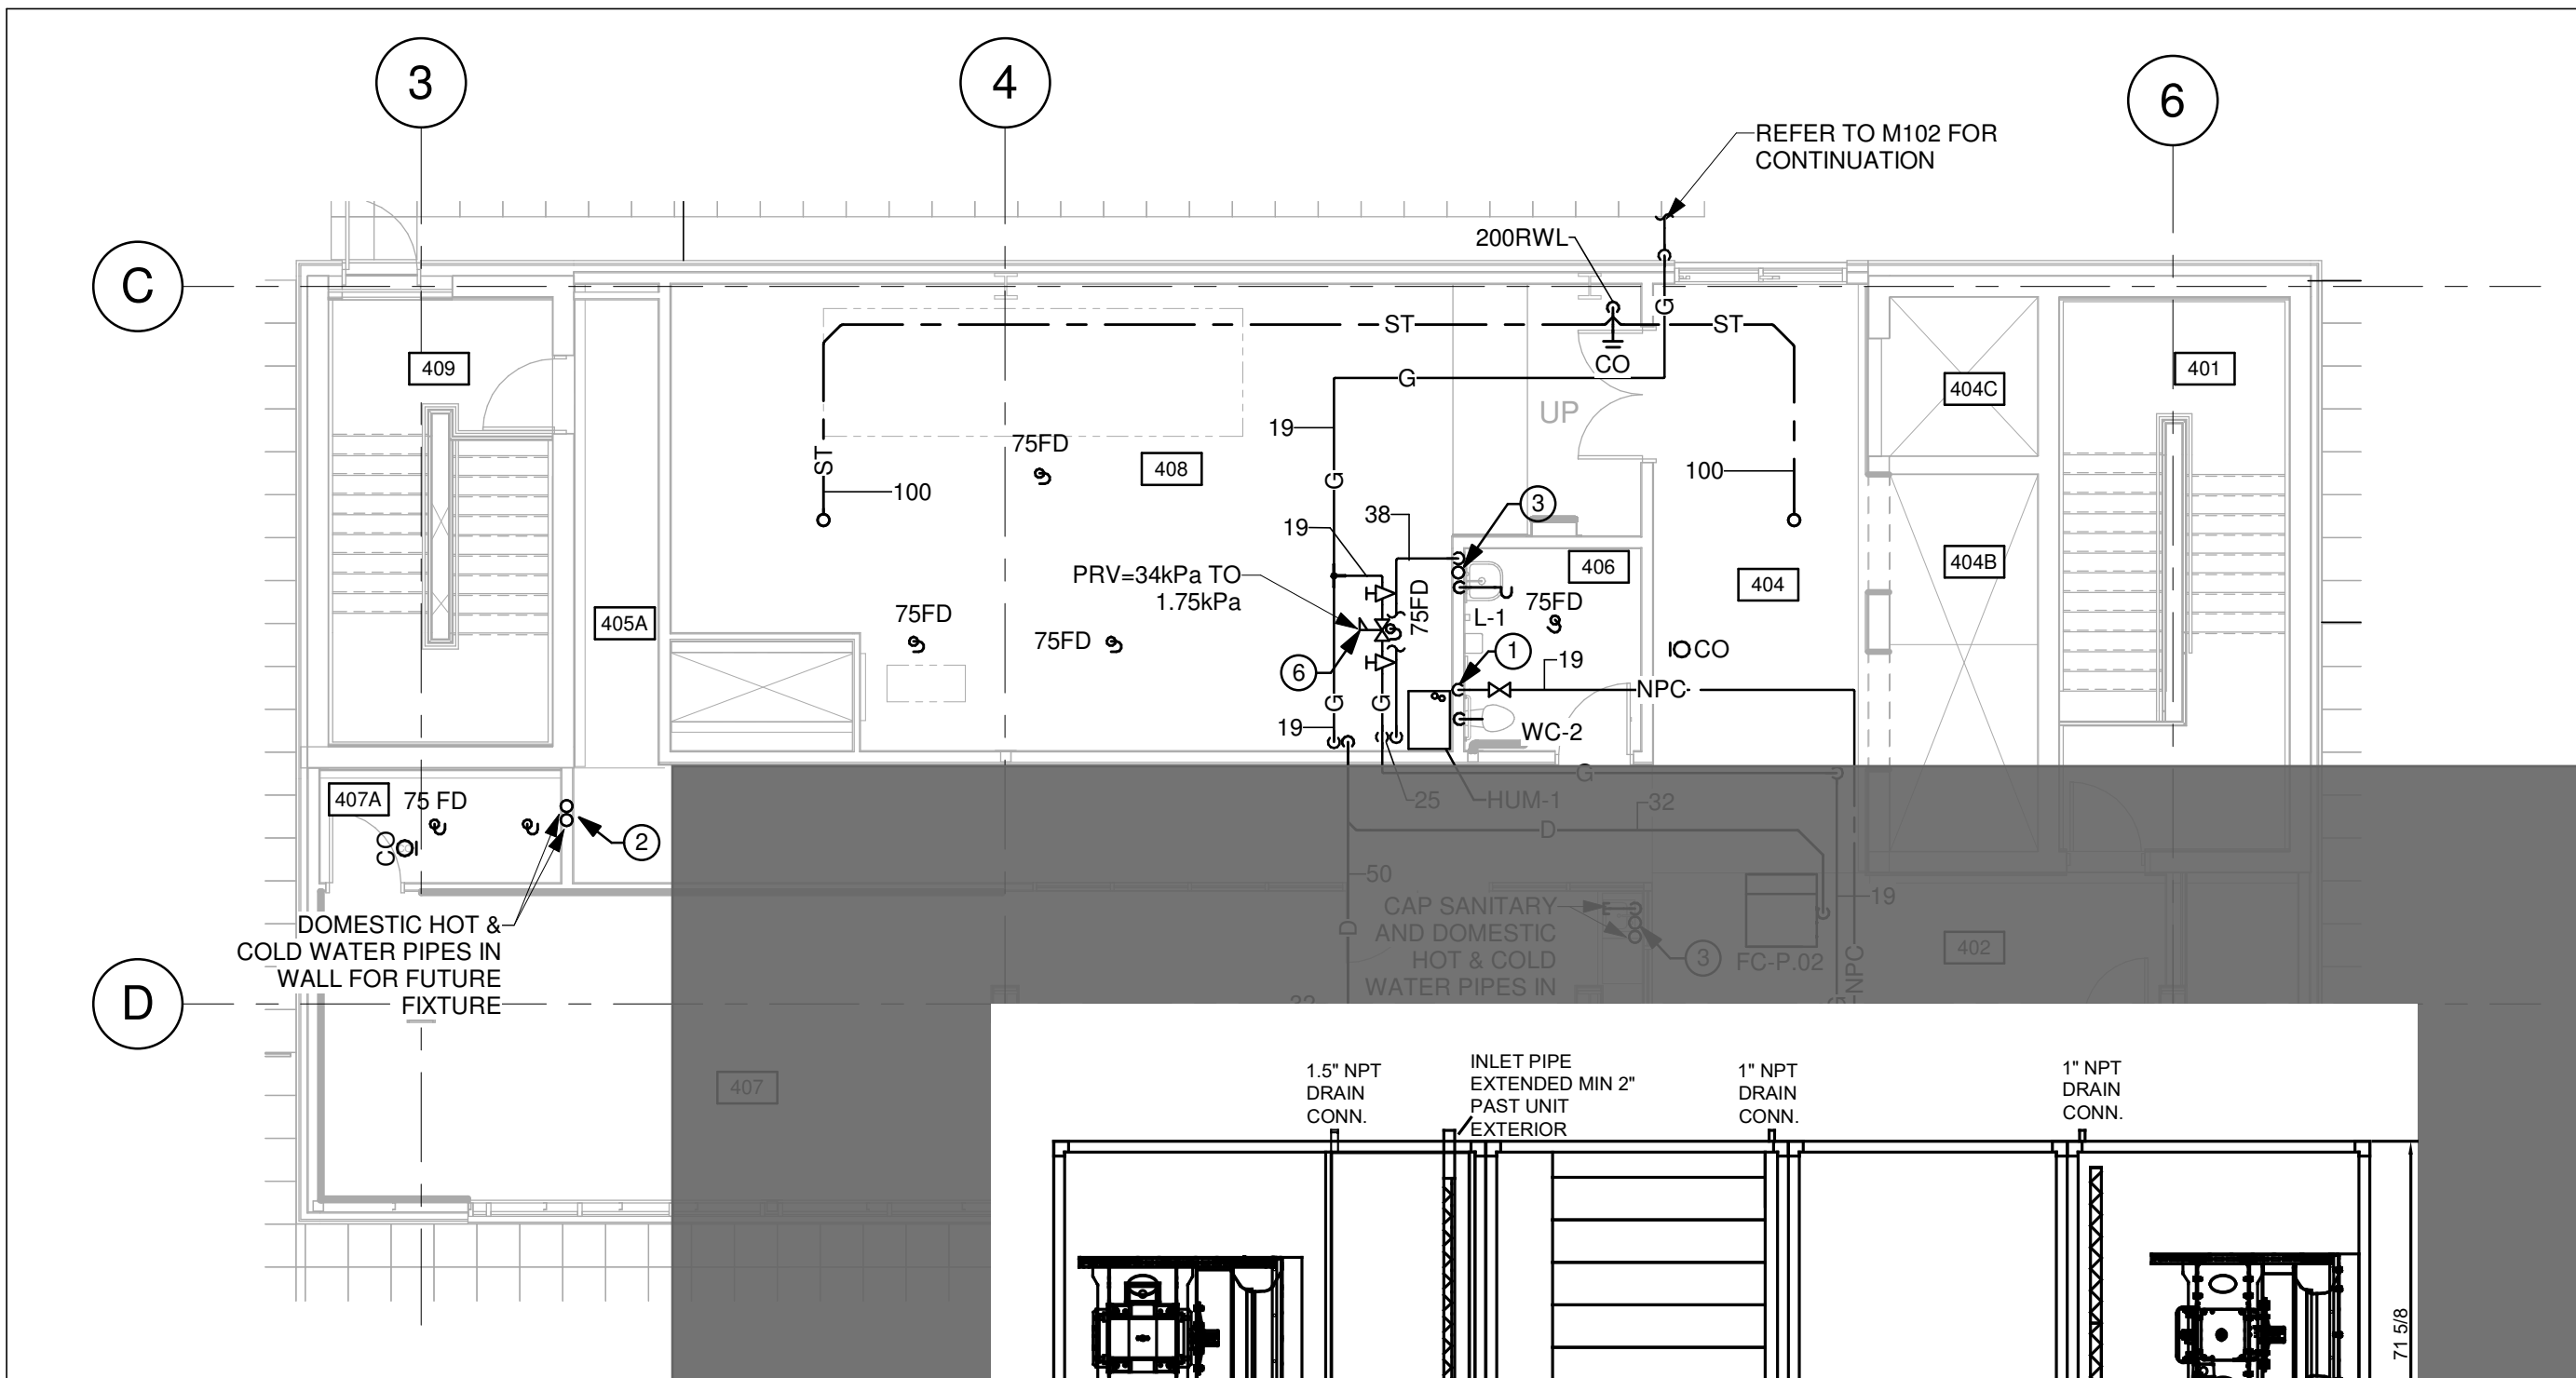 3
4
6
REFER TO M102 FOR
CONTINUATION
200RWL
C
G
ST
ST
CO
409
401
404C
G
UP
19
75FD
408
ST
100
G
100
38
3
19
404B
PRV=34kPa TO
1.75kPa
406
404
75FD
75FD
75FD
405A
L-1
75FD
CO
6
1
19
NPC
G
G
19
WC-2
G
407A
75 FD
25
HUM-1
32
D
CO
2
50
19
DOMESTIC HOT &
COLD WATER PIPES IN
WALL FOR FUTURE
FIXTURE
CAP SANITARY
AND DOMESTIC
HOT & COLD
WATER PIPES IN
D
3
FC-P.02
NPC
G
402
D
32
407
1.5" NPT
DRAIN
CONN.
INLET PIPE
EXTENDED MIN 2"
PAST UNIT
EXTERIOR
1" NPT
DRAIN
CONN.
1" NPT
DRAIN
CONN.
71 5/8